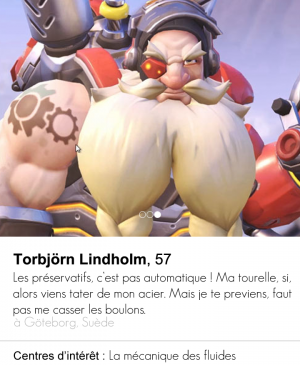 Torbjörn Lindholm, 57
Les préservatifs, c'est pas automatique ! Ma tourelle, si,
alors viens tater de mon acier. Mais je te previens, faut
pas me casser les boulons.
à Göteborg, Suède
Centres d'intérêt : La mécanique des fluides